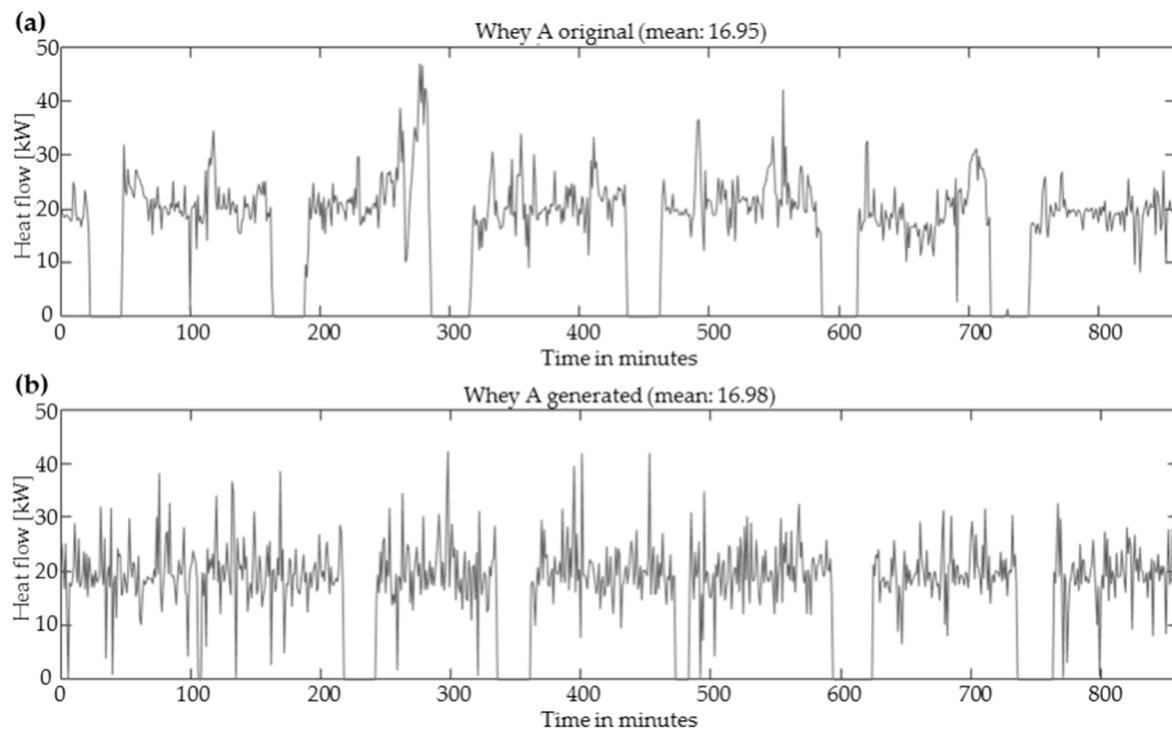 (a)
Whey A original (mean: 16.95)
50
40
30
20
10
0
Heat flow [kW]
0 100 200 300 400 500 600 700 800
Time in minutes
(b)
Whey A generated (mean: 16.98)
50
40
30
20
10
0
Heat flow [kW]
0 100 200 300 400 500 600 700 800
Time in minutes